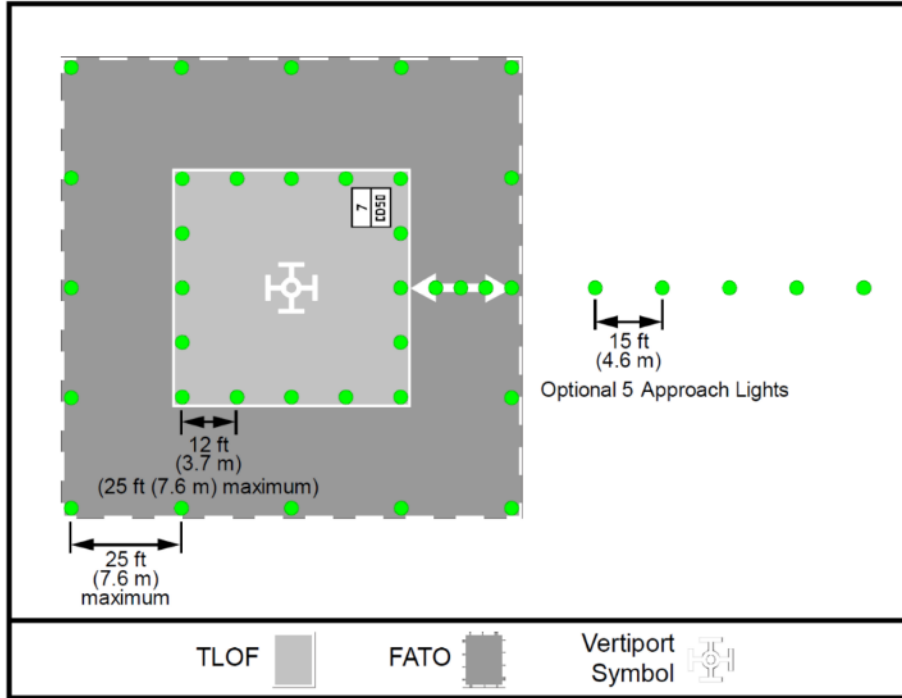 7
CD50
15 ft
(4.6 m)
Optional 5 Approach Lights
12 ft
(3.7 m)
(25 ft (7.6 m) maximum)
25 ft
(7.6 m)
maximum
TLOF
FATO
Vertiport
Symbol